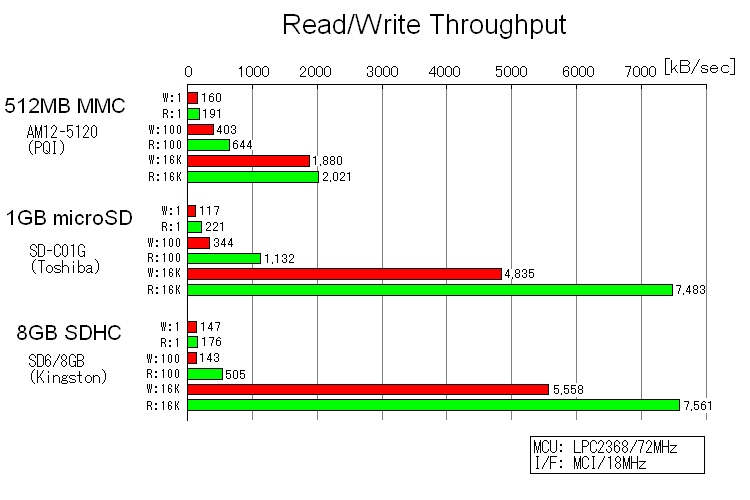 Read/Write Throughput
0 1000 2000 3000 4000 5000 6000 7000 [kB/sec]
512MB MMC
AM12-5120
(PQI)
W:1 160
R:1 191
W:100 403
R:100 644
W:16K 1,880
R:16K 2,021
1GB microSD
SD-C01G
(Toshiba)
W:1 117
R:1 221
W:100 344
R:100 1,132
W:16K 4,835
R:16K 7,483
8GB SDHC
SD6/8GB
(Kingston)
W:1 147
R:1 176
W:100 143
R:100 505
W:16K 5,558
R:16K 7,561
MCU: LPC2368/72MHz
I/F: MCI/18MHz